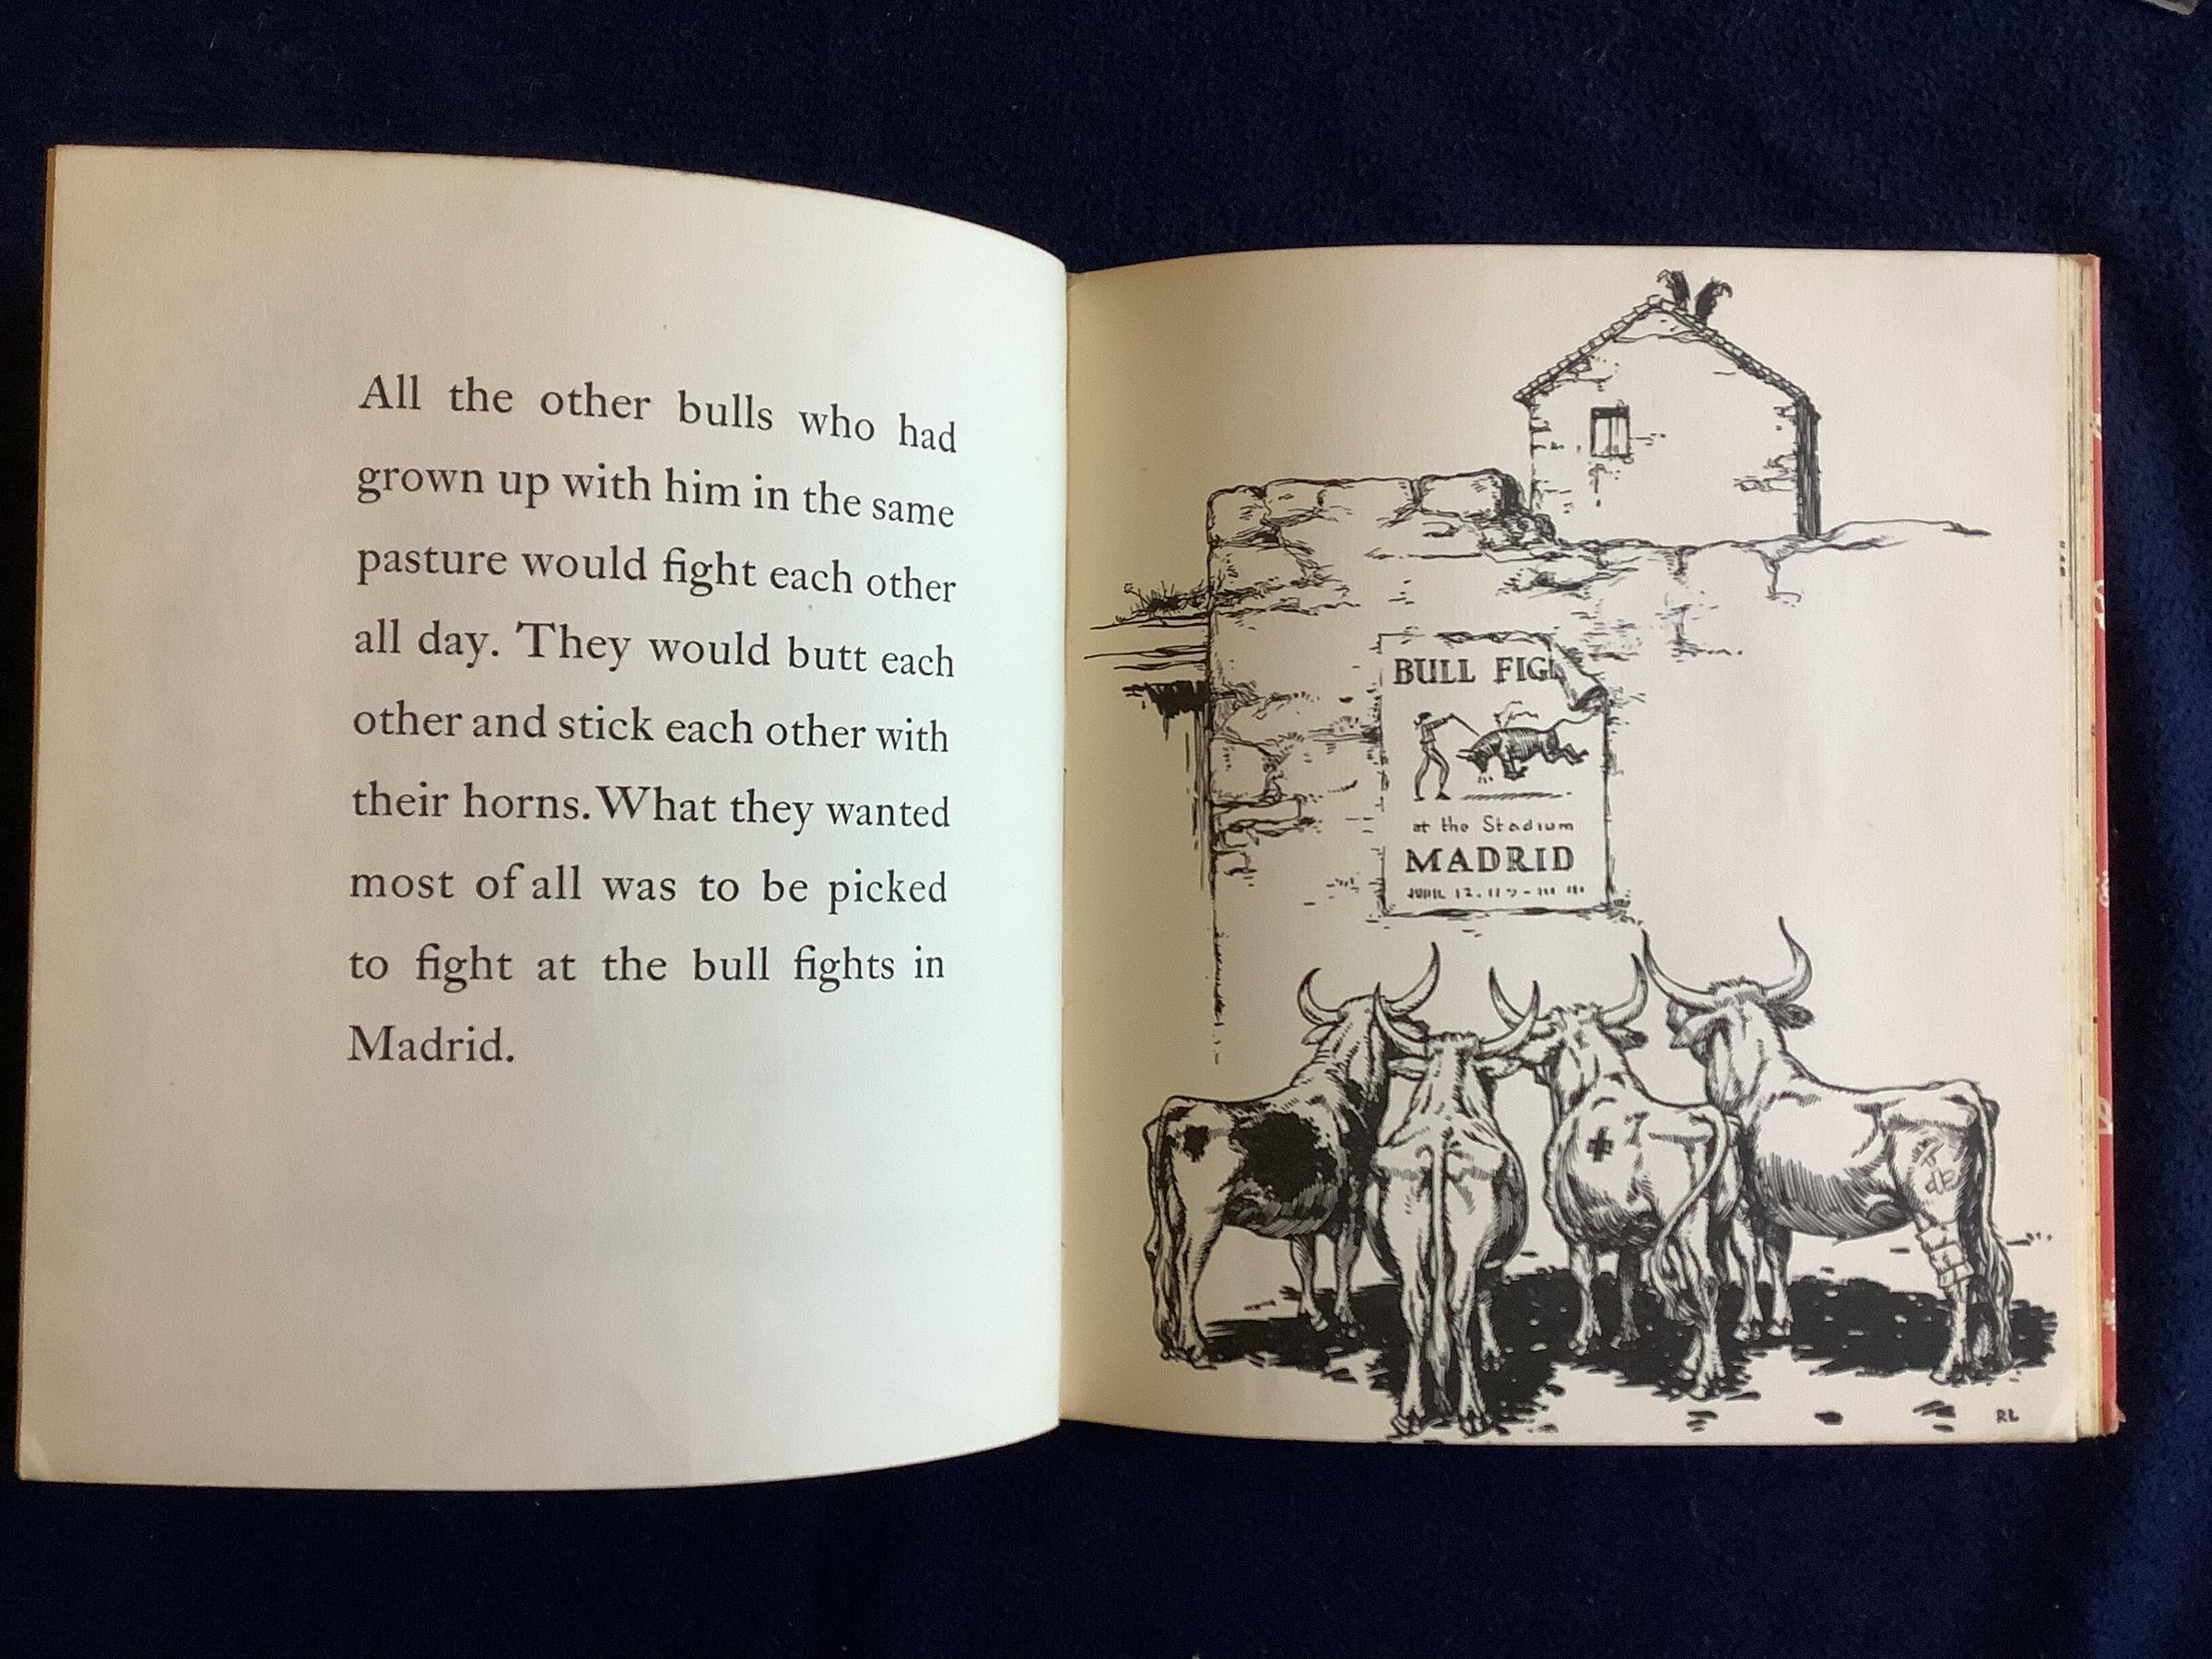 All the other bulls who had
grown up with him in the same
pasture would fight each other
all day. They would butt each
other and stick each other with
their horns. What they wanted
most of all was to be picked
to fight at the bull fights in
Madrid.
BULL FIG
at the Stadium
MADRID
12.
RL